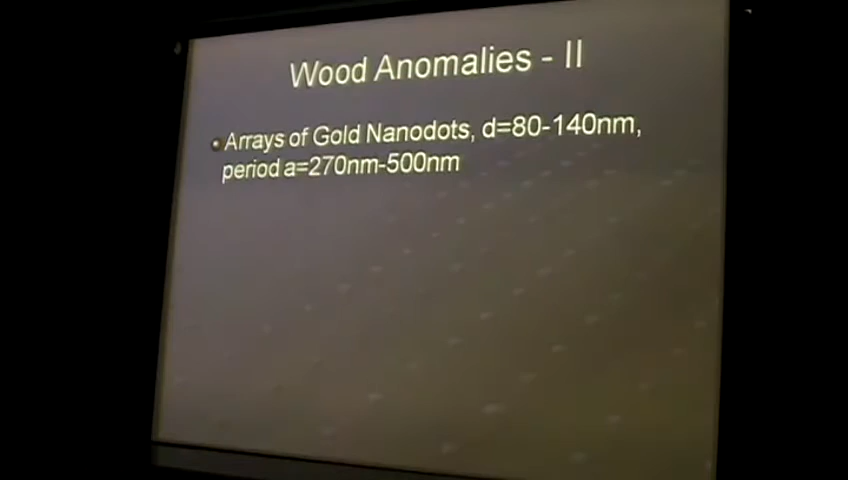 Wood Anomalies - II
Arrays of Gold Nanodots, d=80-140nm,
period a=270nm-500nm